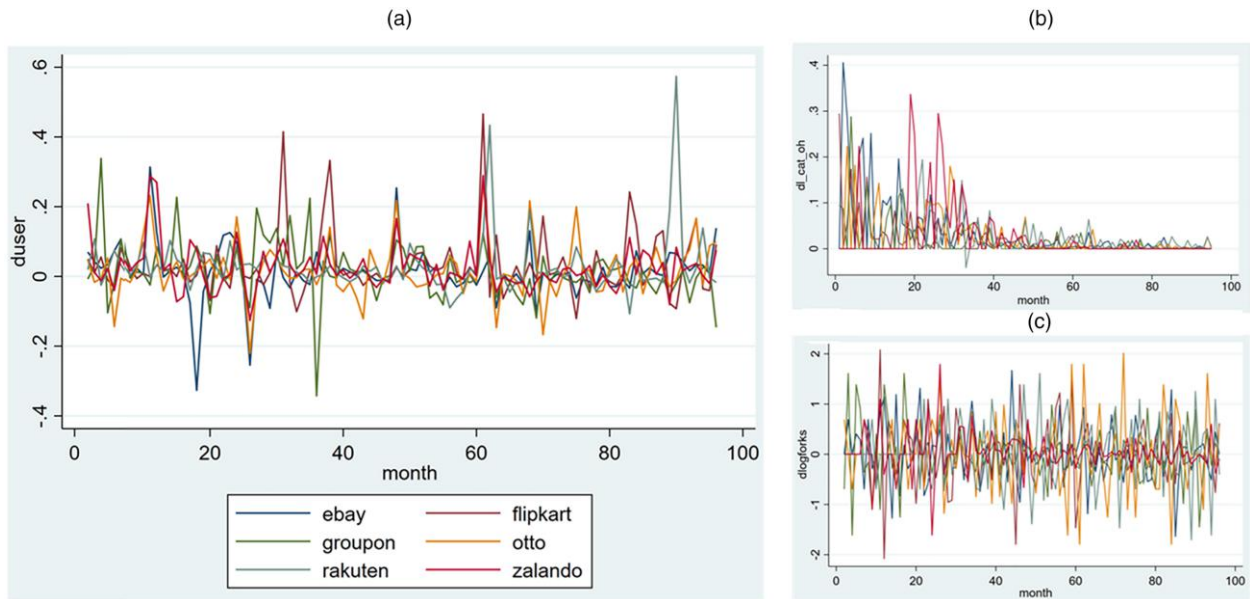 (a)
.6
.4
.2
0
-.2
-.4
duser
0 20 40 60 80 100
month
ebay flipkart
groupon otto
rakuten zalando
(b)
.4
.3
.2
.1
0
dl_cat_oh
0 20 40 60 80 100
month
(c)
2
1
0
-1
-2
dlogforks
0 20 40 60 80 100
month